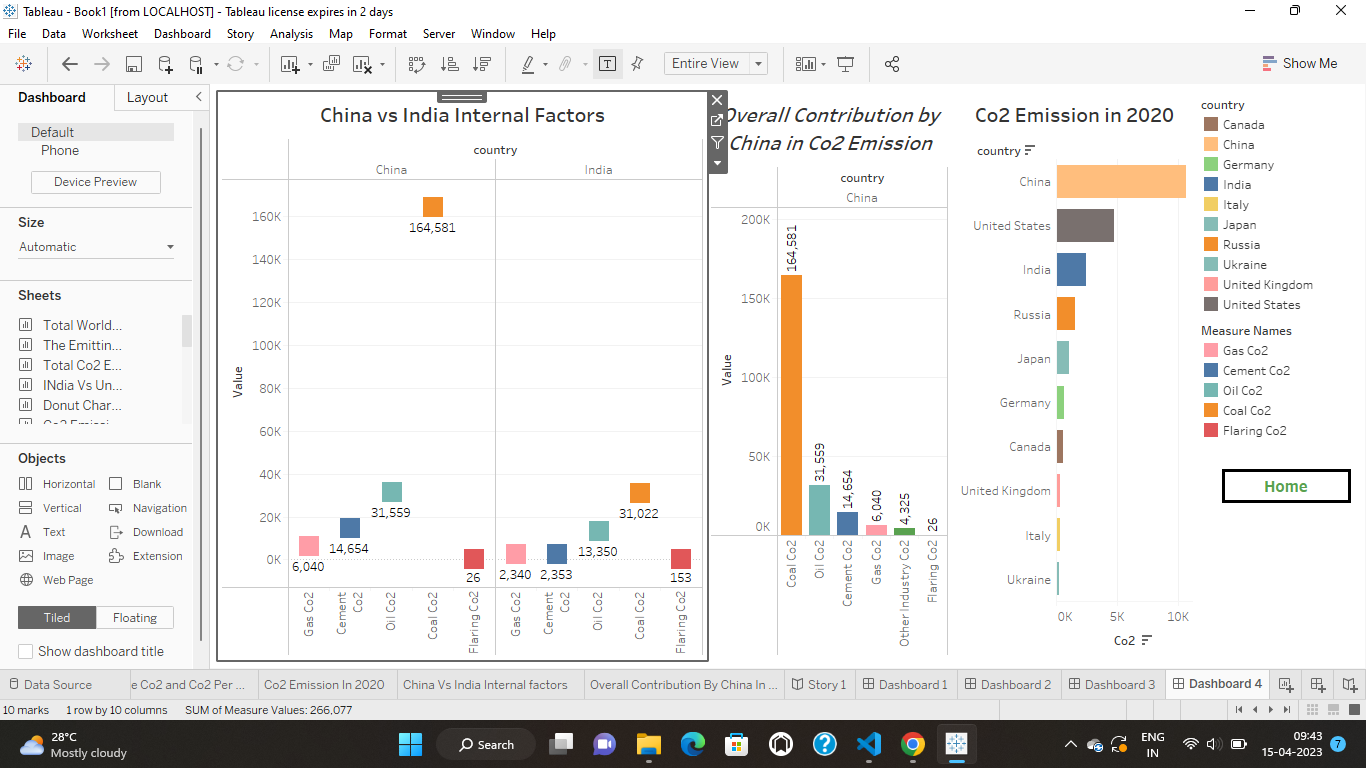 Tableau - Book1 [from LOCALHOST] - Tableau license expires in 2 days
File Data Worksheet Dashboard Story Analysis Map Format Server Window Help
Entire View
Show Me
Dashboard Layout
Default
Phone
Device Preview
Size
Automatic
Sheets
Total World...
The Emittin...
Total Co2 E...
INdia Vs Un...
Donut Char...
Objects
Horizontal Blank
Vertical Navigation
Text Download
Image Extension
Web Page
Tiled Floating
Show dashboard title
China vs India Internal Factors
country
China India
Value
160K
140K
120K
100K
80K
60K
40K
20K
0K
164,581
31,559
14,654
6,040
26
31,022
13,350
2,340
2,353
153
Gas Co2
Cement Co2
Oil Co2
Coal Co2
Flaring Co2
Gas Co2
Cement Co2
Oil Co2
Coal Co2
Flaring Co2
Overall Contribution by
China in Co2 Emission
country
China
Value
200K
150K
100K
50K
0K
164,581
31,559
14,654
6,040
4,325
26
Coal Co2
Oil Co2
Cement Co2
Gas Co2
Other Industry Co2
Flaring Co2
Co2 Emission in 2020
country
China
United States
India
Russia
Japan
Germany
Canada
United Kingdom
Italy
Ukraine
0K 5K 10K
Co2
country
Canada
China
Germany
India
Italy
Japan
Russia
Ukraine
United Kingdom
United States
Measure Names
Gas Co2
Cement Co2
Oil Co2
Coal Co2
Flaring Co2
Home
Data Source e Co2 and Co2 Per ... Co2 Emission In 2020 China Vs India Internal factors Overall Contribution By China In ... Story 1 Dashboard 1 Dashboard 2 Dashboard 3 Dashboard 4
10 marks 1 row by 10 columns SUM of Measure Values: 266,077
28°C
Mostly cloudy
Search
ENG
IN
09:43
15-04-2023
7